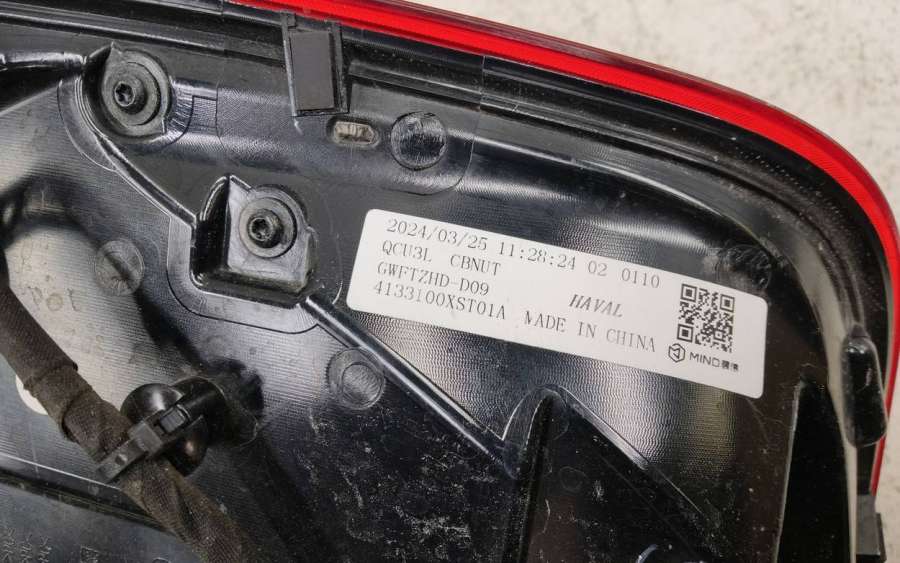 2024/03/25 11:28:24 02 0110
QCU3L CBNUT
GWFTZHD-D09 HAVAL
4133100XST01A MADE IN CHINA
MIND